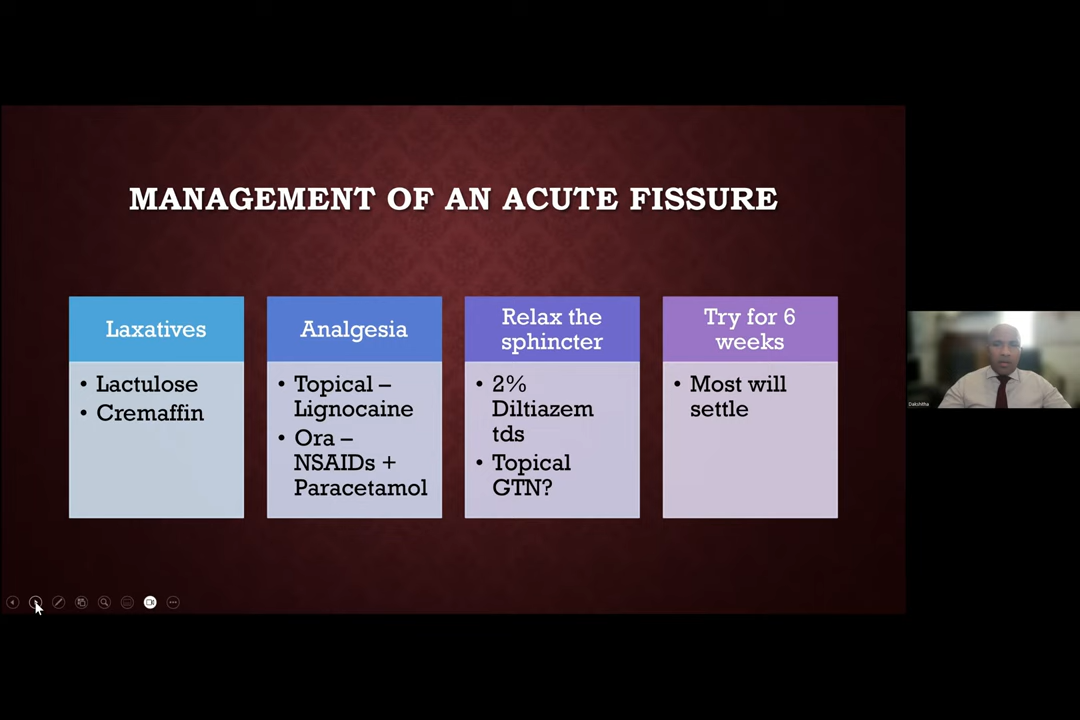 MANAGEMENT OF AN ACUTE FISSURE
Laxatives
• Lactulose
• Cremaffin
Analgesia
• Topical –
Lignocaine
• Ora –
NSAIDs +
Paracetamol
Relax the
sphincter
• 2%
Diltiazem
tds
• Topical
GTN?
Try for 6
weeks
• Most will
settle
Dakshitha